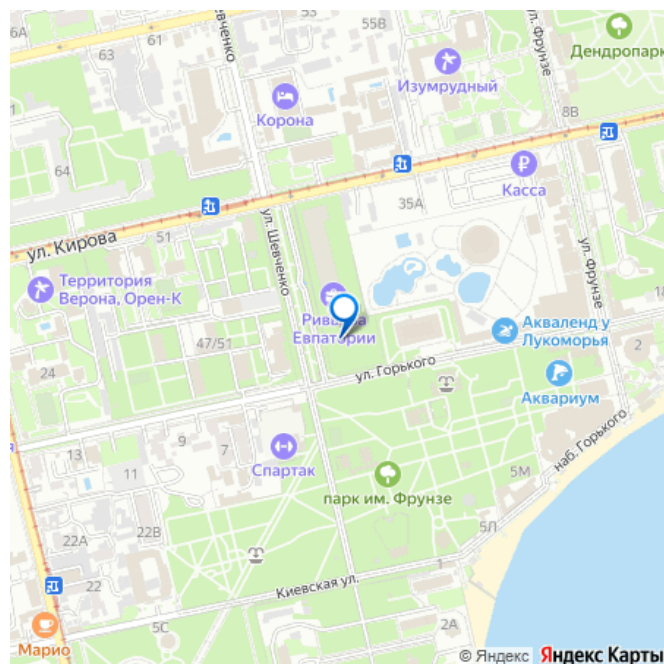 6А
63
61
ул. Шевченко
55В
53
ул. Фрунзе
Дендропарк
Изумрудный
Корона
8В
64
Касса
35А
ул. Кирова
51
ул. Шевченко
ул. Фрунзе
Территория
Верона, Орен-К
Ривьера
Евпатории
Акваленд у
Лукоморья
2
18
47/51
24
ул. Горького
Аквариум
наб. Горького
9
7
13
11
Спартак
5М
парк им. Фрунзе
22В
5Л
22А
22
Киевская ул.
1
5С
2А
Марио
© Яндекс Яндекс Карты